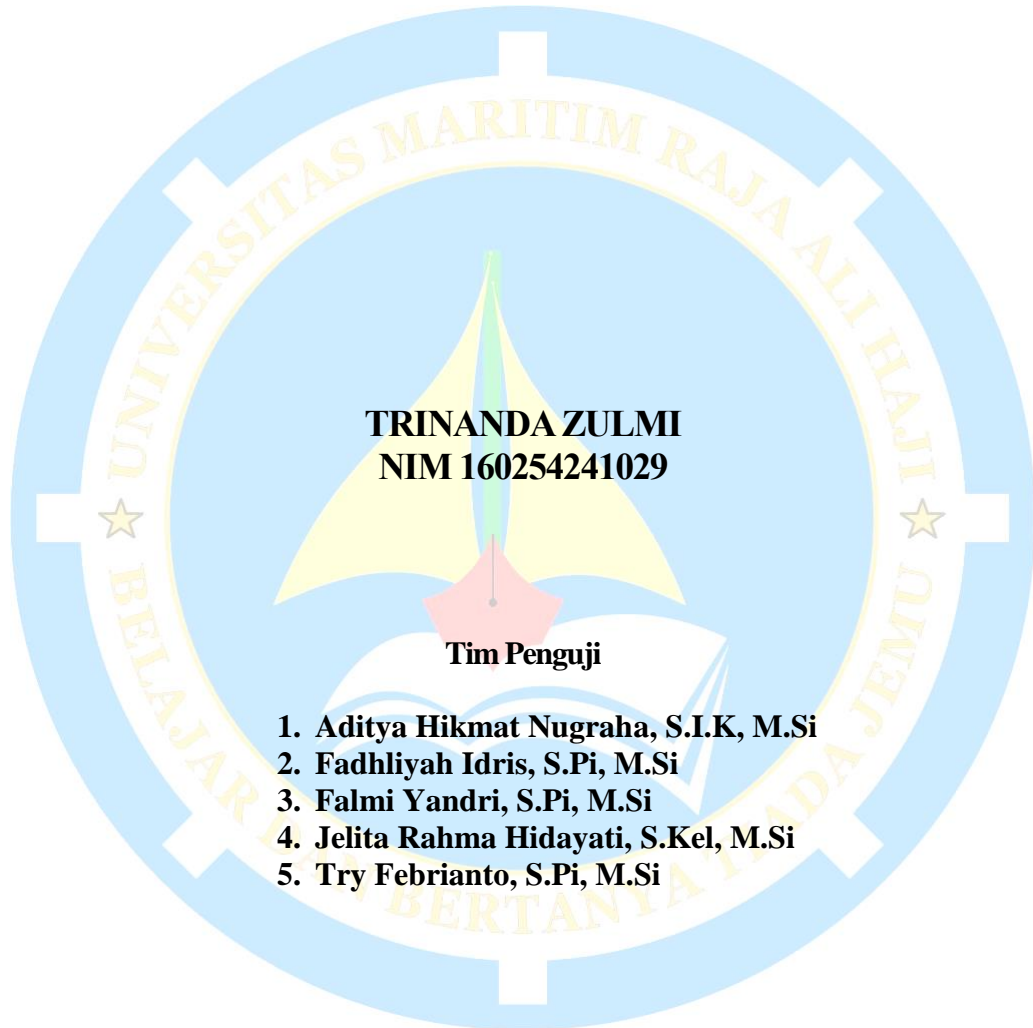 UNIVERSITAS MARITIM RAJA ALI HAJI
TRINANDA ZULMI
NIM 160254241029
Tim Penguji
1. Aditya Hikmat Nugraha, S.I.K, M.Si
2. Fadhliyah Idris, S.Pi, M.Si
3. Falmi Yandri, S.Pi, M.Si
4. Jelita Rahma Hidayati, S.Kel, M.Si
5. Try Febrianto, S.Pi, M.Si
BELAJAR DAN BERTANYA TIADA JEMU